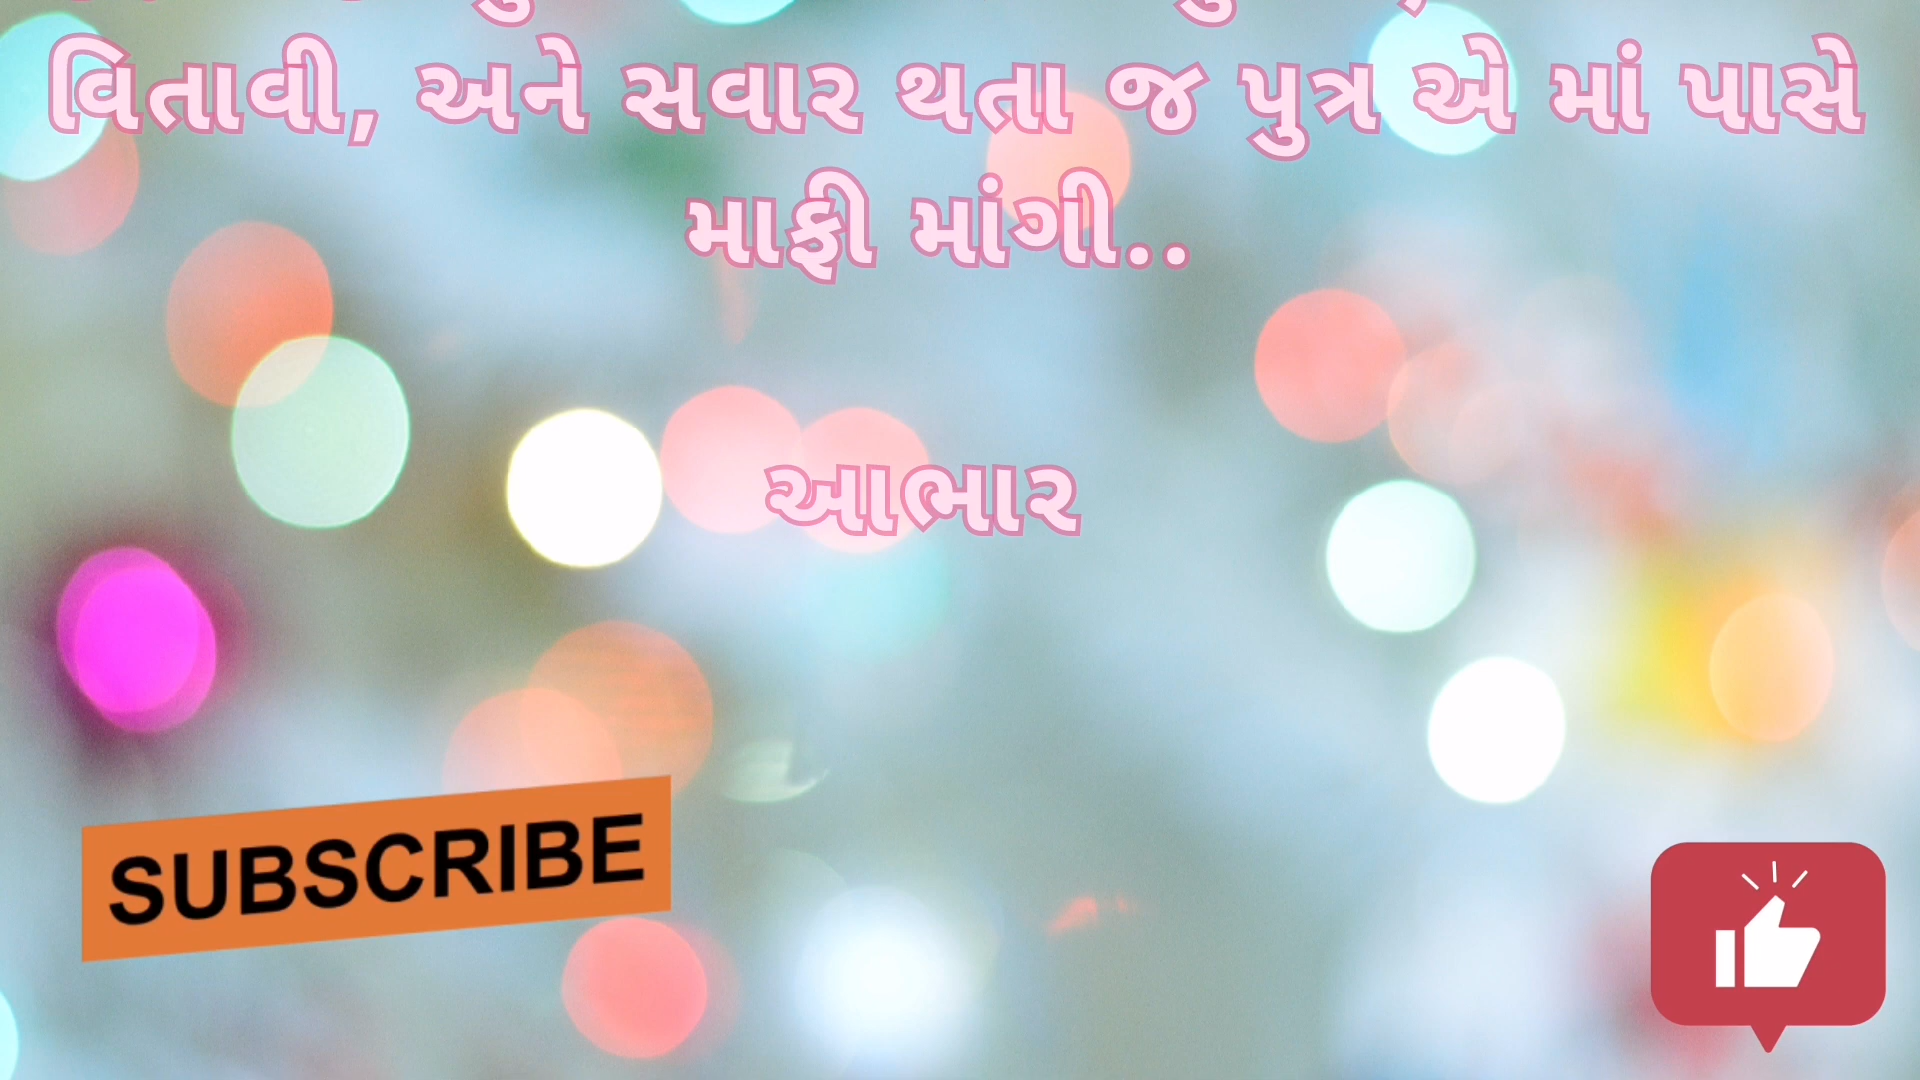 વિતાવી, અને સવાર થતા જ પુત્ર એ માં પાસે
માફી માંગી..
આભાર
SUBSCRIBE